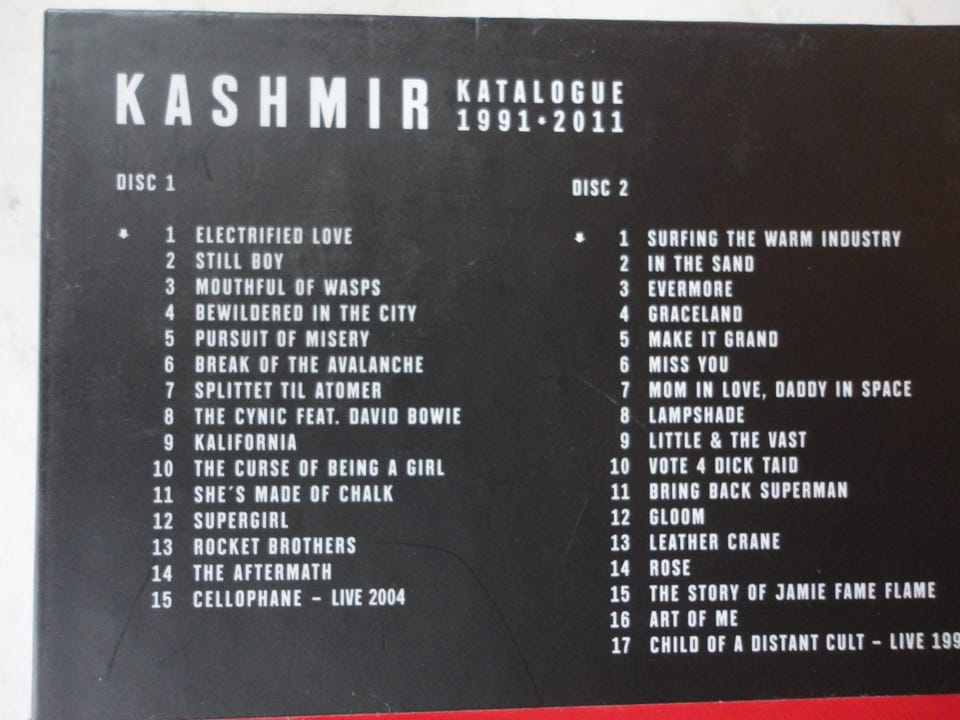 KASHMIR
KATALOGUE
1991•2011
DISC 1
1 ELECTRIFIED LOVE
2 STILL BOY
3 MOUTHFUL OF WASPS
4 BEWILDERED IN THE CITY
5 PURSUIT OF MISERY
6 BREAK OF THE AVALANCHE
7 SPLITTET TIL ATOMER
8 THE CYNIC FEAT. DAVID BOWIE
9 KALIFORNIA
10 THE CURSE OF BEING A GIRL
11 SHE´S MADE OF CHALK
12 SUPERGIRL
13 ROCKET BROTHERS
14 THE AFTERMATH
15 CELLOPHANE – LIVE 2004
DISC 2
1 SURFING THE WARM INDUSTRY
2 IN THE SAND
3 EVERMORE
4 GRACELAND
5 MAKE IT GRAND
6 MISS YOU
7 MOM IN LOVE, DADDY IN SPACE
8 LAMPSHADE
9 LITTLE & THE VAST
10 VOTE 4 DICK TAID
11 BRING BACK SUPERMAN
12 GLOOM
13 LEATHER CRANE
14 ROSE
15 THE STORY OF JAMIE FAME FLAME
16 ART OF ME
17 CHILD OF A DISTANT CULT – LIVE